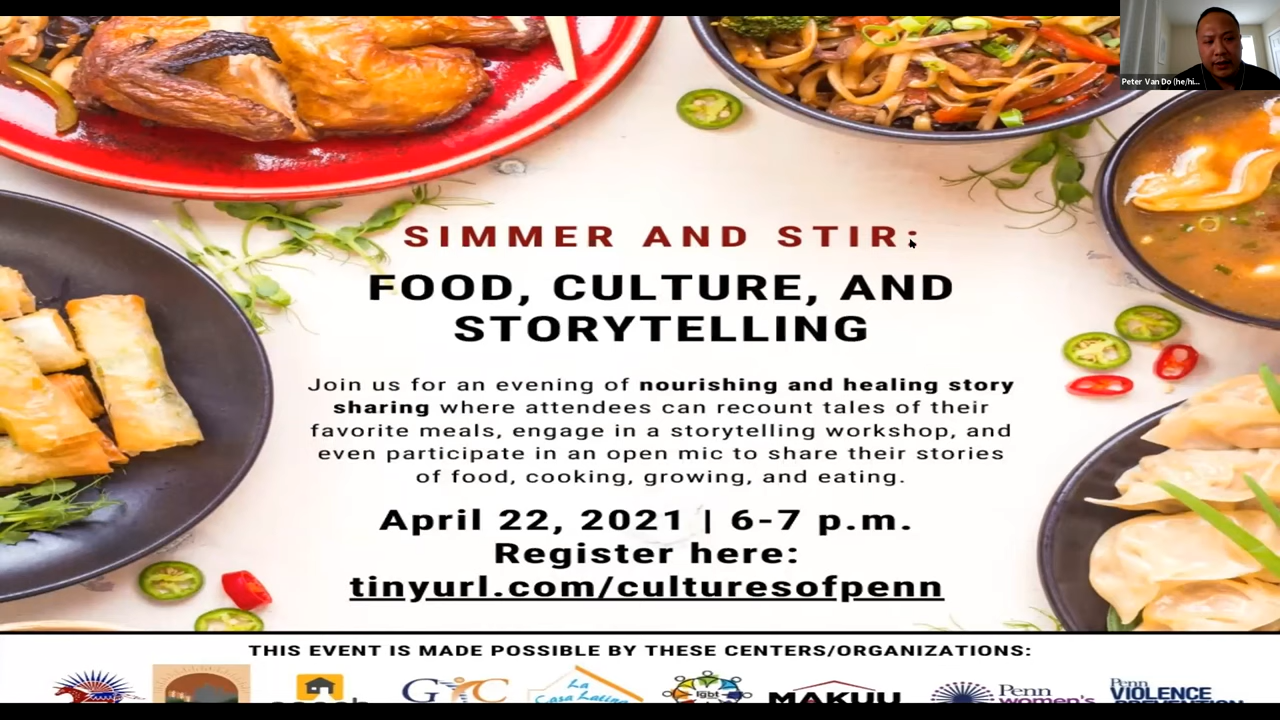 Peter Van Do (he/hi...
SIMMER AND STIR:
FOOD, CULTURE, AND
STORYTELLING
Join us for an evening of nourishing and healing story
sharing where attendees can recount tales of their
favorite meals, engage in a storytelling workshop, and
even participate in an open mic to share their stories
of food, cooking, growing, and eating.
April 22, 2021 | 6-7 p.m.
Register here:
tinyurl.com/culturesofpenn
THIS EVENT IS MADE POSSIBLE BY THESE CENTERS/ORGANIZATIONS:
La
Casa Latina
lgbt
MAKUU
Penn
women's
Penn
VIOLENCE
PREVENTION